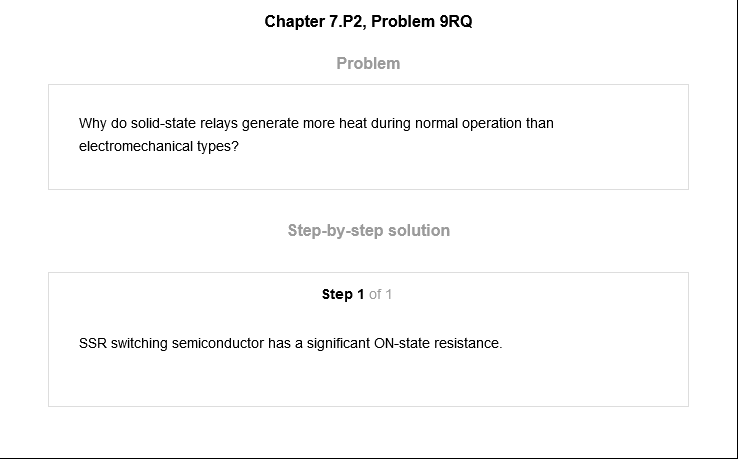 Chapter 7.P2, Problem 9RQ
Problem
Why do solid-state relays generate more heat during normal operation than
electromechanical types?
Step-by-step solution
Step 1 of 1
SSR switching semiconductor has a significant ON-state resistance.